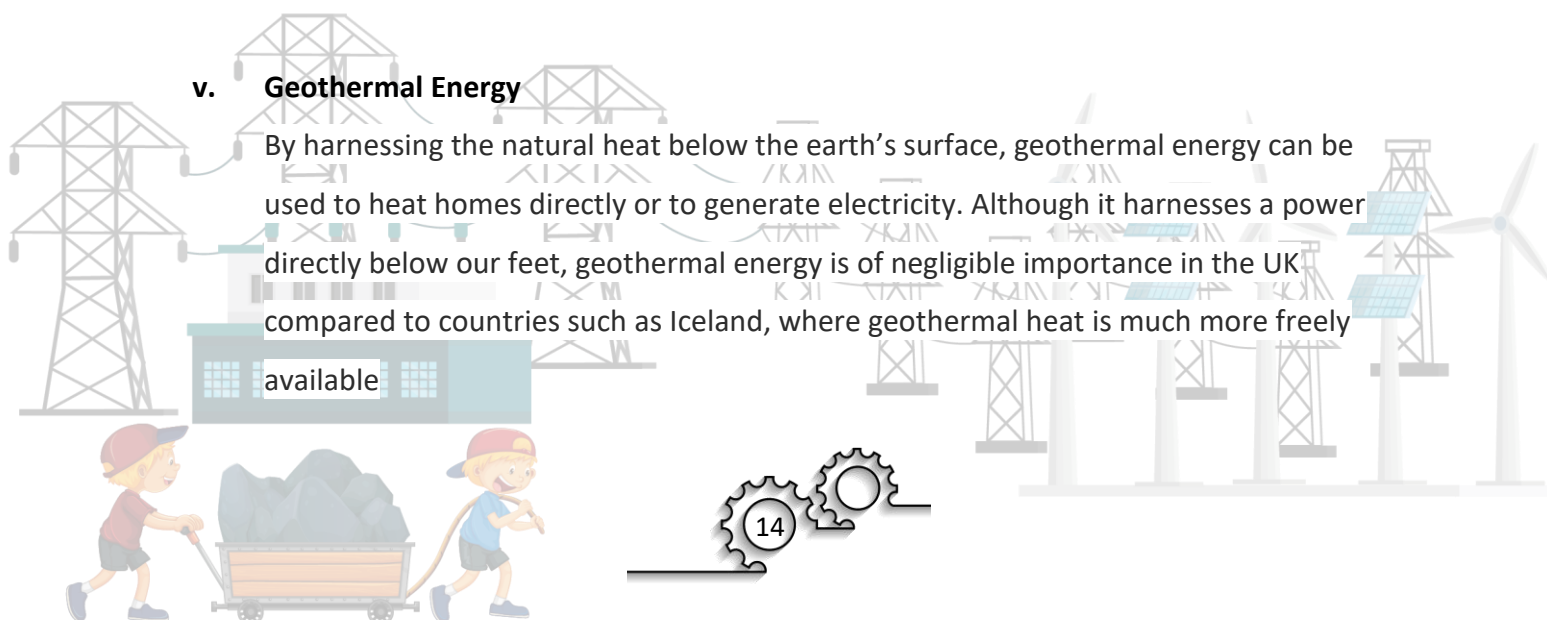 v. Geothermal Energy
By harnessing the natural heat below the earth’s surface, geothermal energy can be
used to heat homes directly or to generate electricity. Although it harnesses a power
directly below our feet, geothermal energy is of negligible importance in the UK
compared to countries such as Iceland, where geothermal heat is much more freely
available
14